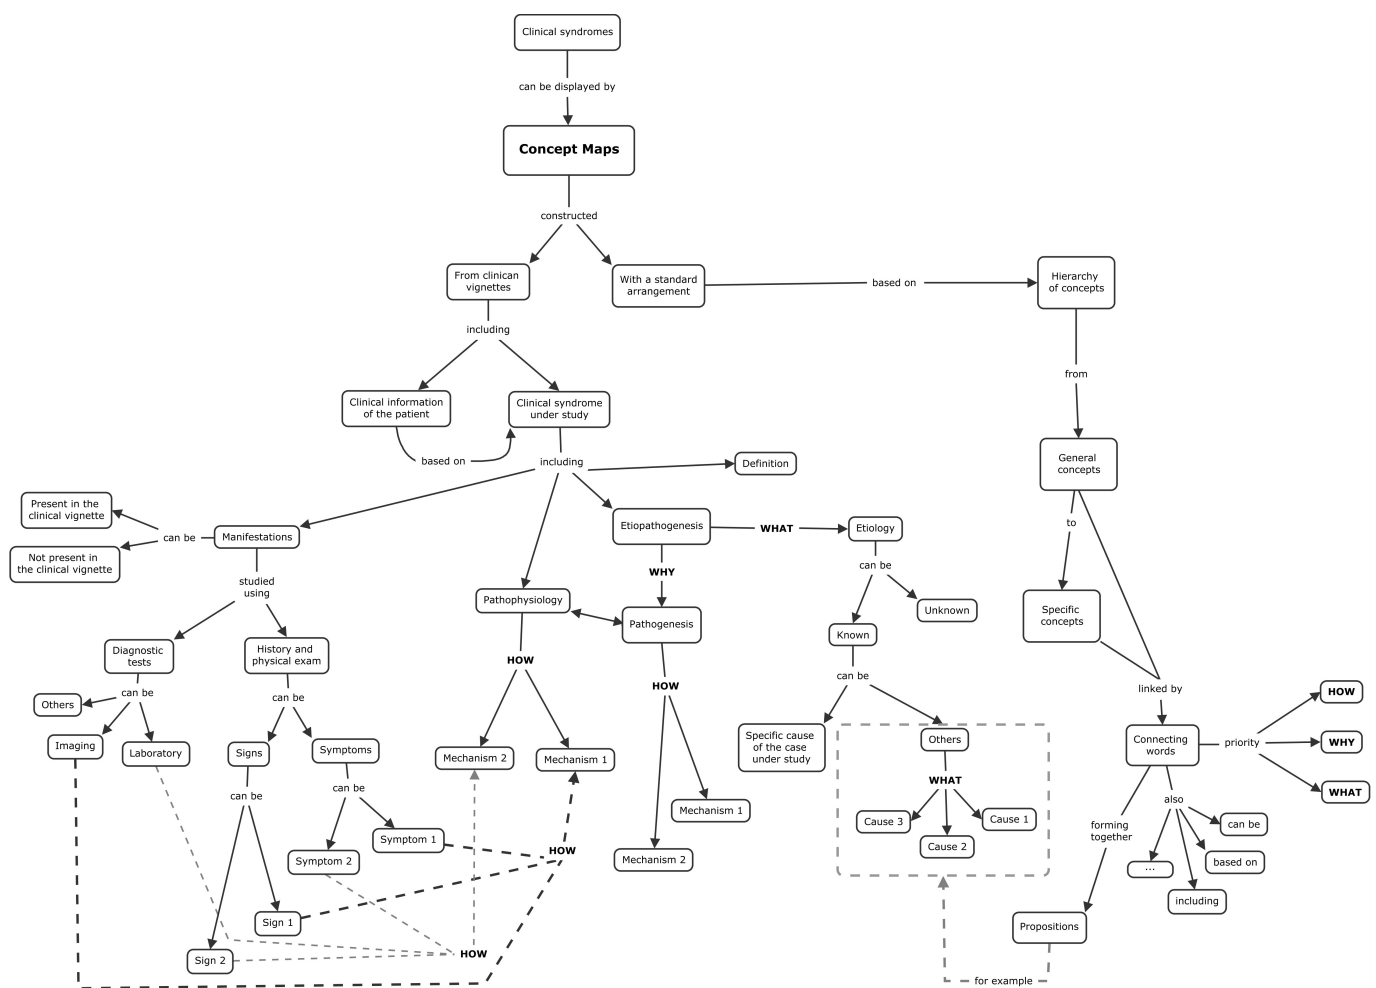 Clinical syndromes
can be displayed by
Concept Maps
constructed
From clinican
vignettes
With a standard
arrangement
based on
Hierarchy
of concepts
including
from
Clinical information
of the patient
Clinical syndrome
under study
based on
including
Definition
General
concepts
Present in the
clinical vignette
can be
Not present in
the clinical vignette
Manifestations
Etiopathogenesis
WHAT
Etiology
to
studied
using
WHY
can be
Pathophysiology
Pathogenesis
Known
Unknown
Specific
concepts
Diagnostic
tests
History and
physical exam
HOW
can be
can be
can be
HOW
linked by
Others
Imaging
Laboratory
Signs
Symptoms
Mechanism 2
Mechanism 1
Specific cause
of the case
under study
Others
Connecting
words
priority
HOW
WHY
WHAT
can be
can be
WHAT
also
Symptom 1
Symptom 2
HOW
Mechanism 1
Mechanism 2
Cause 3
Cause 2
Cause 1
forming
together
can be
based on
...
including
Sign 1
Sign 2
HOW
Propositions
for example